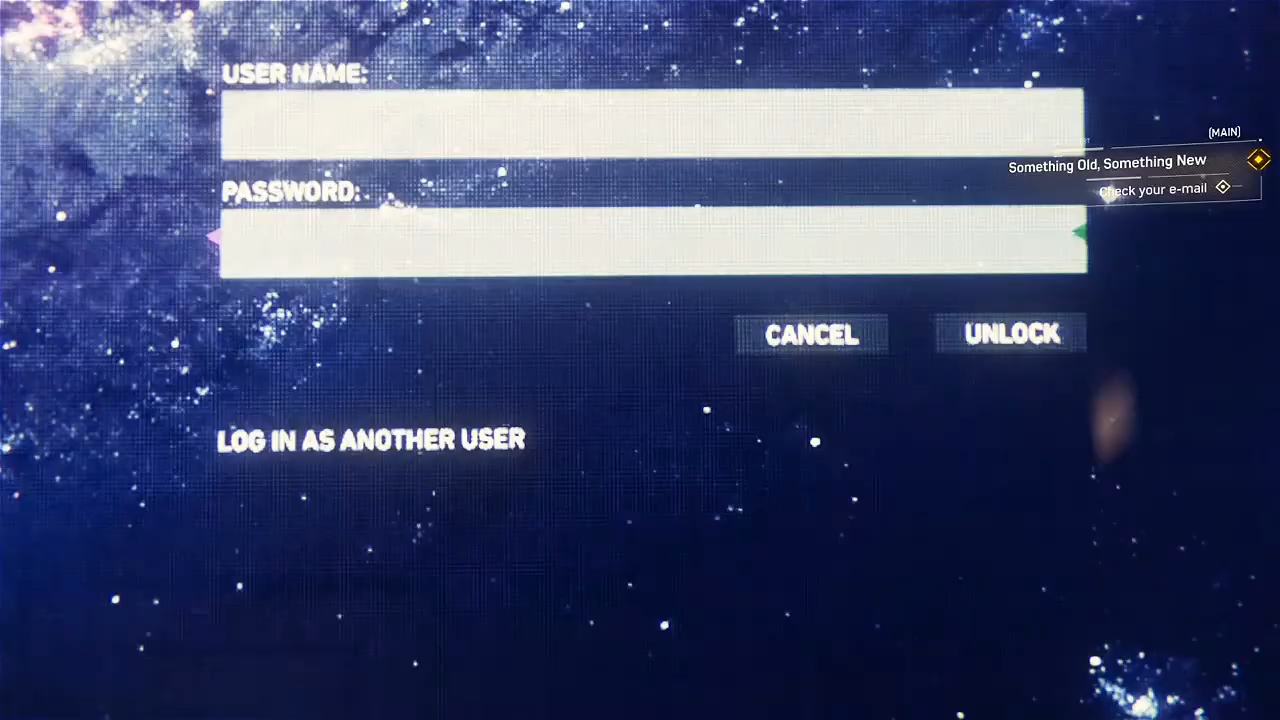 USER NAME:
(MAIN)
Something Old, Something New
PASSWORD:
Check your e-mail
CANCEL
UNLOCK
LOG IN AS ANOTHER USER